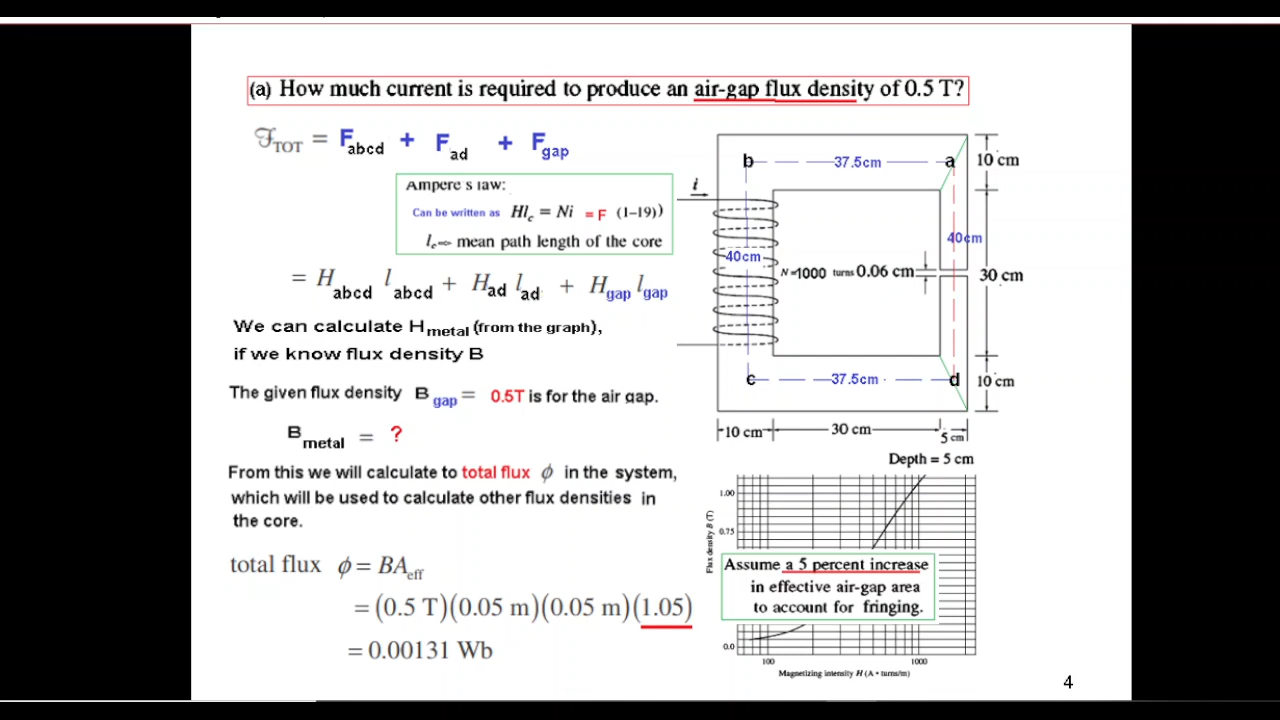 (a) How much current is required to produce an air-gap flux density of 0.5 T?
ℱTOT = Fabcd + Fad + Fgap
Ampere's law:
Can be written as Hlc = Ni = F (1–19))
lc⇒ mean path length of the core
= Habcd labcd + Had lad + Hgap lgap
We can calculate Hmetal (from the graph),
if we know flux density B
The given flux density Bgap = 0.5T is for the air gap.
Bmetal = ?
From this we will calculate to total flux ϕ in the system,
which will be used to calculate other flux densities in
the core.
total flux ϕ = BAeff
= (0.5 T)(0.05 m)(0.05 m)(1.05)
= 0.00131 Wb
b 37.5cm a 10 cm
i
40cm
40cm
N =1000 turns 0.06 cm
30 cm
c 37.5cm d 10 cm
10 cm 30 cm 5 cm
Depth = 5 cm
1.00
0.75
Flux density B (T)
Assume a 5 percent increase
in effective air-gap area
to account for fringing.
0.0
100 1000
Magnetizing intensity H (A • turns/m)
4